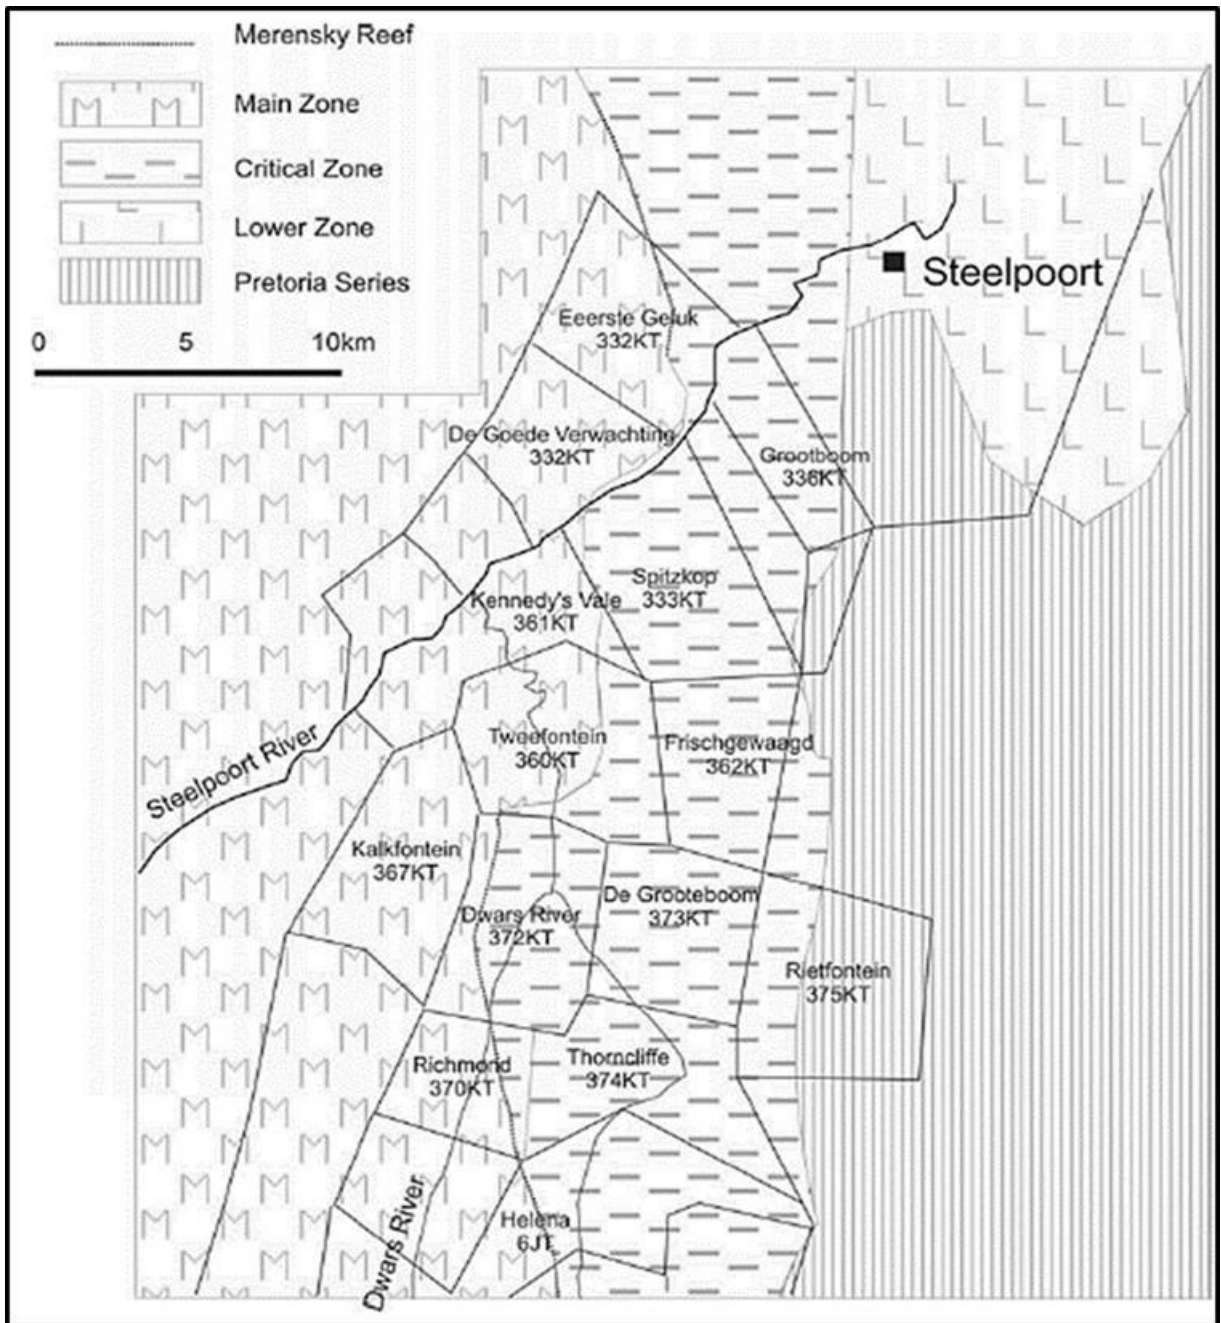 Merensky Reef
Main Zone
Critical Zone
Lower Zone
Pretoria Series
0 5 10km
Steelpoort
Eeerste Geluk
332KT
De Goede Verwachting
332KT
Grootboom
336KT
Spitzkop
333KT
Kennedy's Vale
361KT
Steelpoort River
Tweefontein
360KT
Frischgewaagd
362KT
Kalkfontein
367KT
Dwars River
372KT
De Grooteboom
373KT
Rietfontein
375KT
Richmond
370KT
Thorncliffe
374KT
Dwars River
Helena
6JT